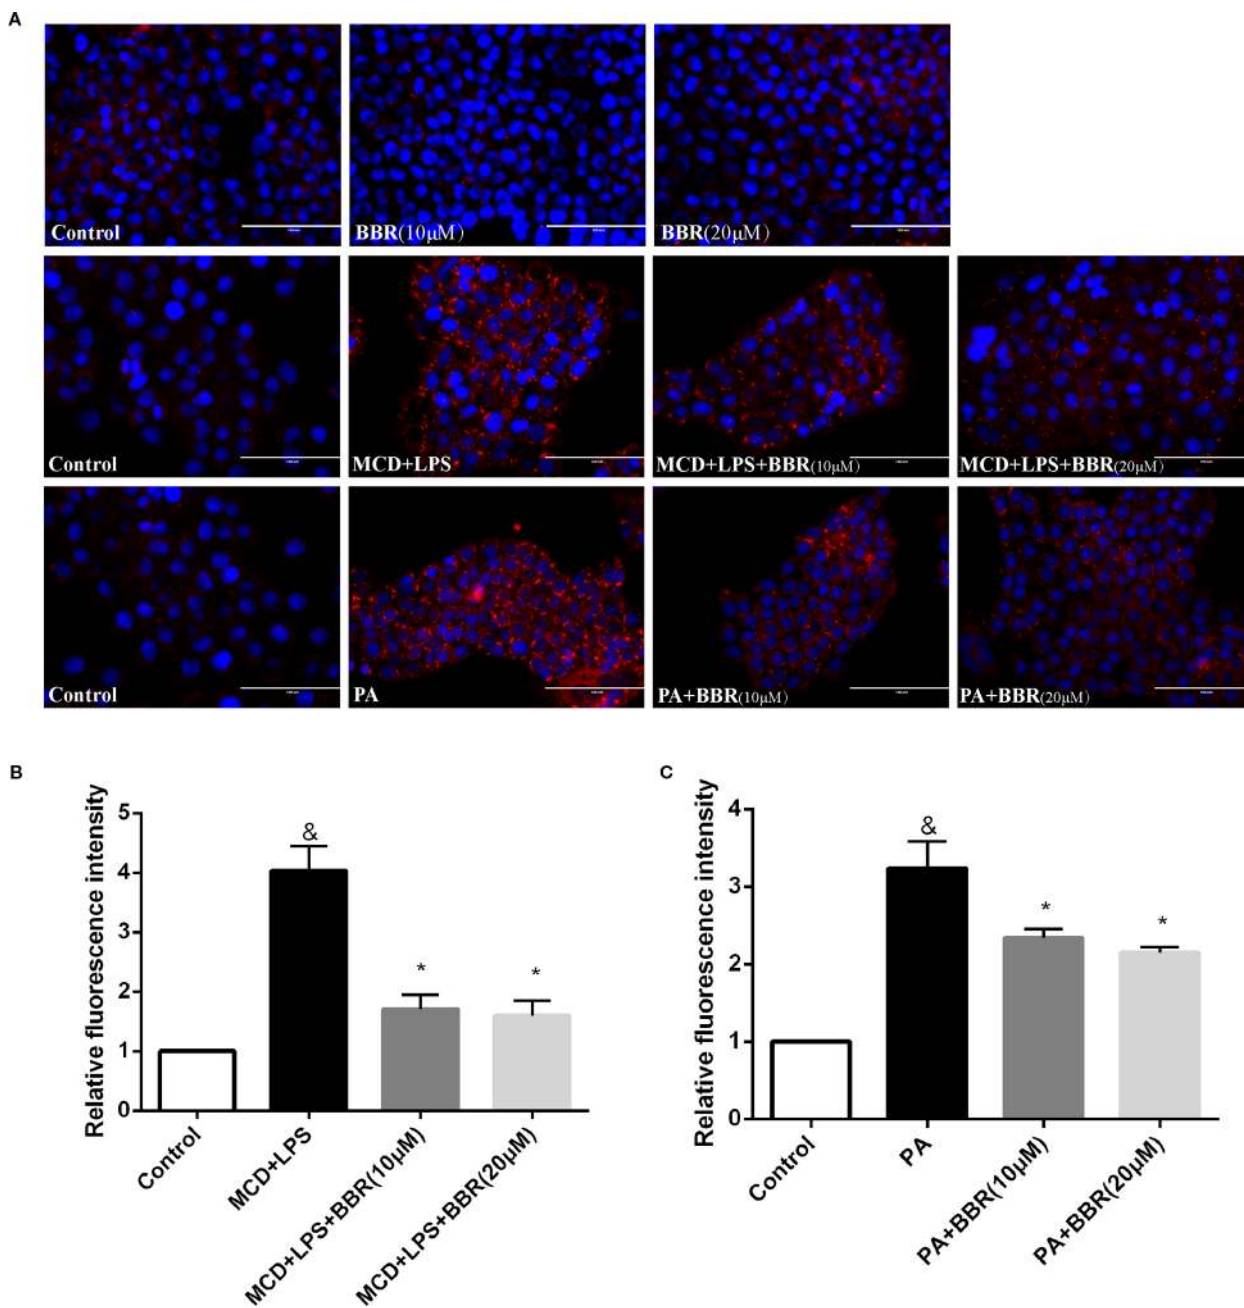 A
Control
BBR(10μM)
BBR(20μM)
Control
MCD+LPS
MCD+LPS+BBR(10μM)
MCD+LPS+BBR(20μM)
Control
PA
PA+BBR(10μM)
PA+BBR(20μM)
B
Relative fluorescence intensity
5
4
3
2
1
0
&
*
*
Control
MCD+LPS
MCD+LPS+BBR(10μM)
MCD+LPS+BBR(20μM)
C
Relative fluorescence intensity
4
3
2
1
0
&
*
*
Control
PA
PA+BBR(10μM)
PA+BBR(20μM)